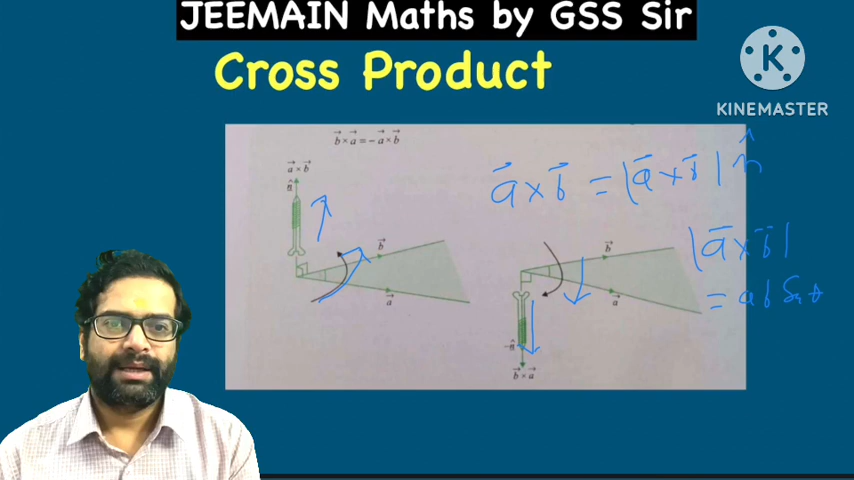 JEEMAIN Maths by GSS Sir
Cross Product
K
KINEMASTER
b⃗ × a⃗ = − a⃗ × b⃗
a⃗ × b⃗
n̂
b⃗
a⃗
a⃗ × b⃗ = |a⃗ × b⃗| n̂
|a⃗ × b⃗|
= ab Sin θ
b⃗
a⃗
−n̂
b⃗ × a⃗